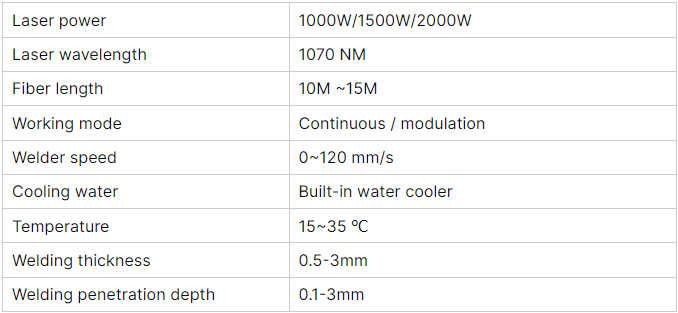 Laser power 1000W/1500W/2000W
Laser wavelength 1070 NM
Fiber length 10M ~15M
Working mode Continuous / modulation
Welder speed 0~120 mm/s
Cooling water Built-in water cooler
Temperature 15~35 ℃
Welding thickness 0.5-3mm
Welding penetration depth 0.1-3mm